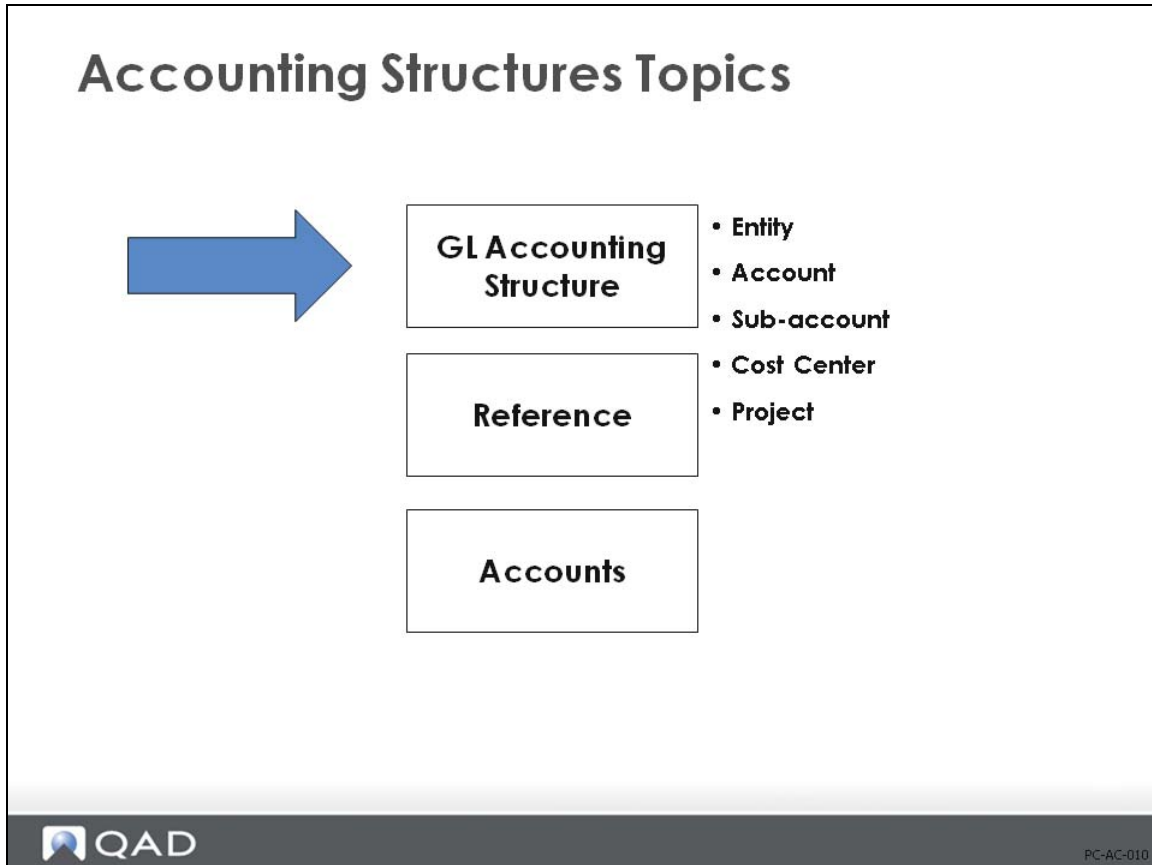 Accounting Structures Topics
GL Accounting
Structure
• Entity
• Account
• Sub-account
• Cost Center
• Project
Reference
Accounts
QAD
PC-AC-010